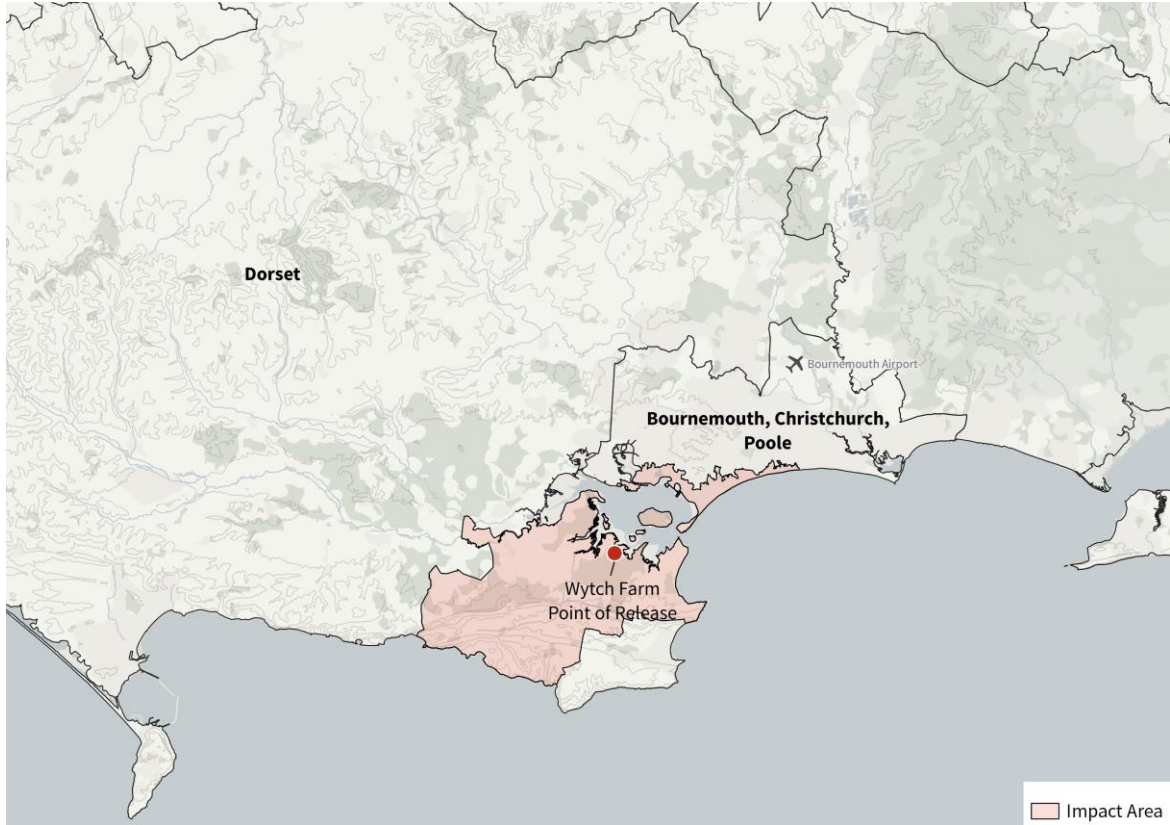 Dorset
Bournemouth Airport
Bournemouth, Christchurch,
Poole
Wytch Farm
Point of Release
Impact Area